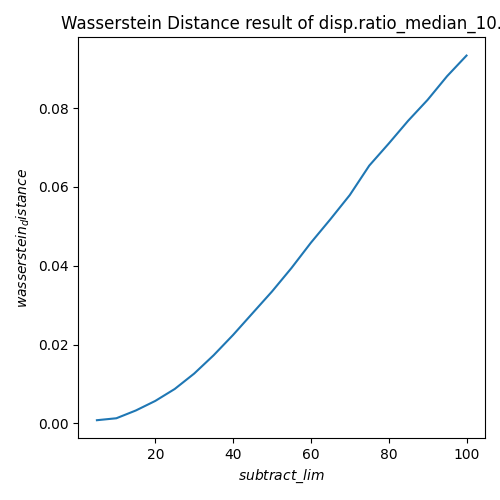 Wasserstein Distance result of disp.ratio_median_10.
wasserstein_distance
0.08
0.06
0.04
0.02
0.00
20 40 60 80 100
subtract_lim